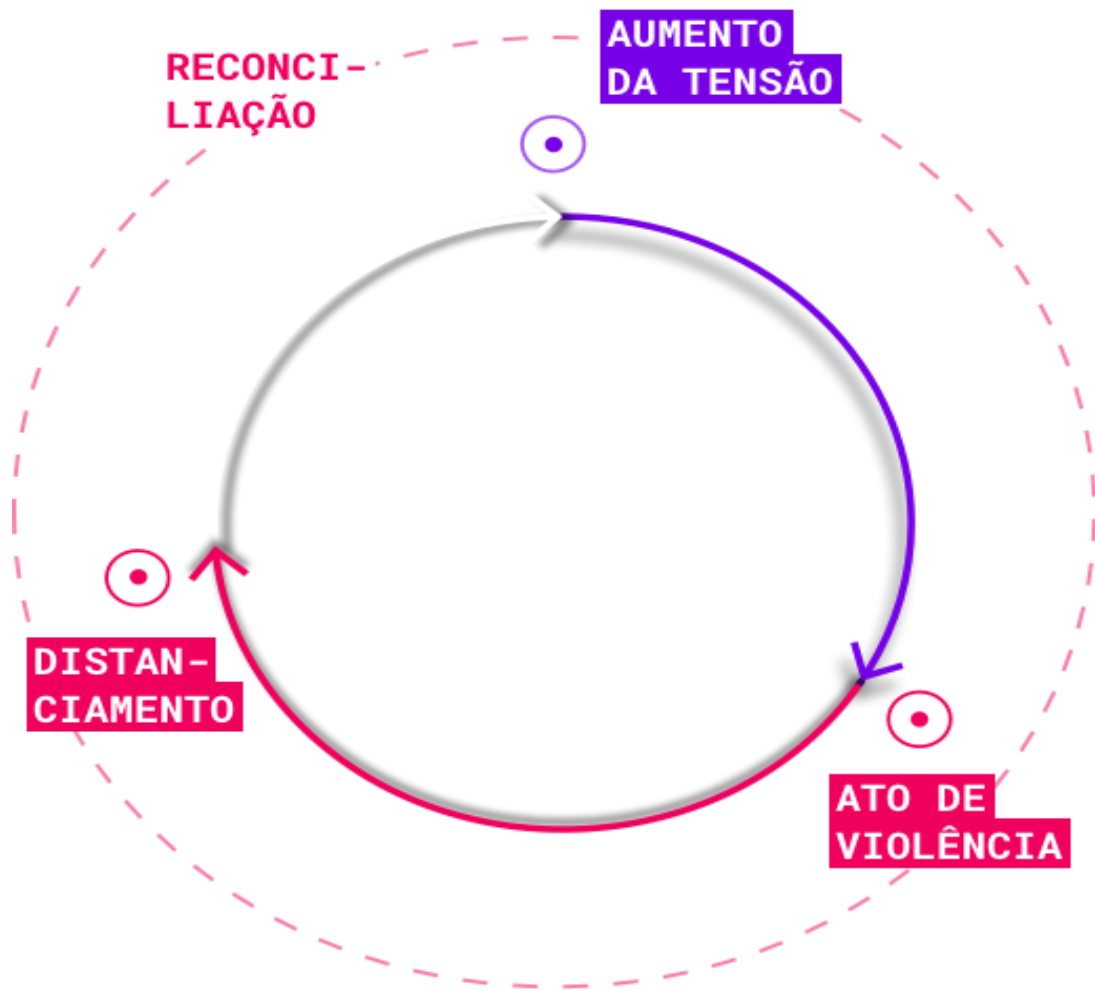 RECONCI-
LIAÇÃO
AUMENTO
DA TENSÃO
DISTAN-
CIAMENTO
ATO DE
VIOLÊNCIA